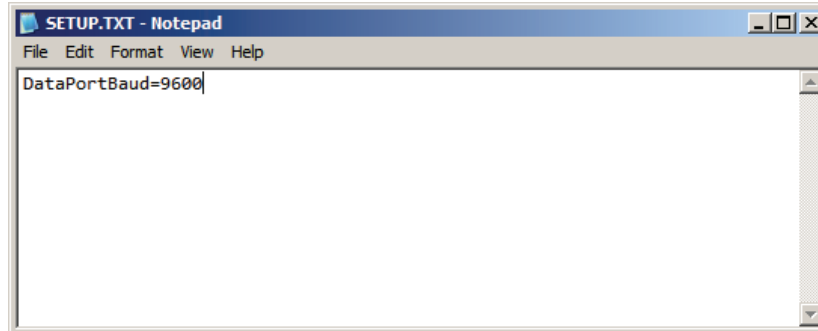 SETUP.TXT - Notepad
File Edit Format View Help
DataPortBaud=9600